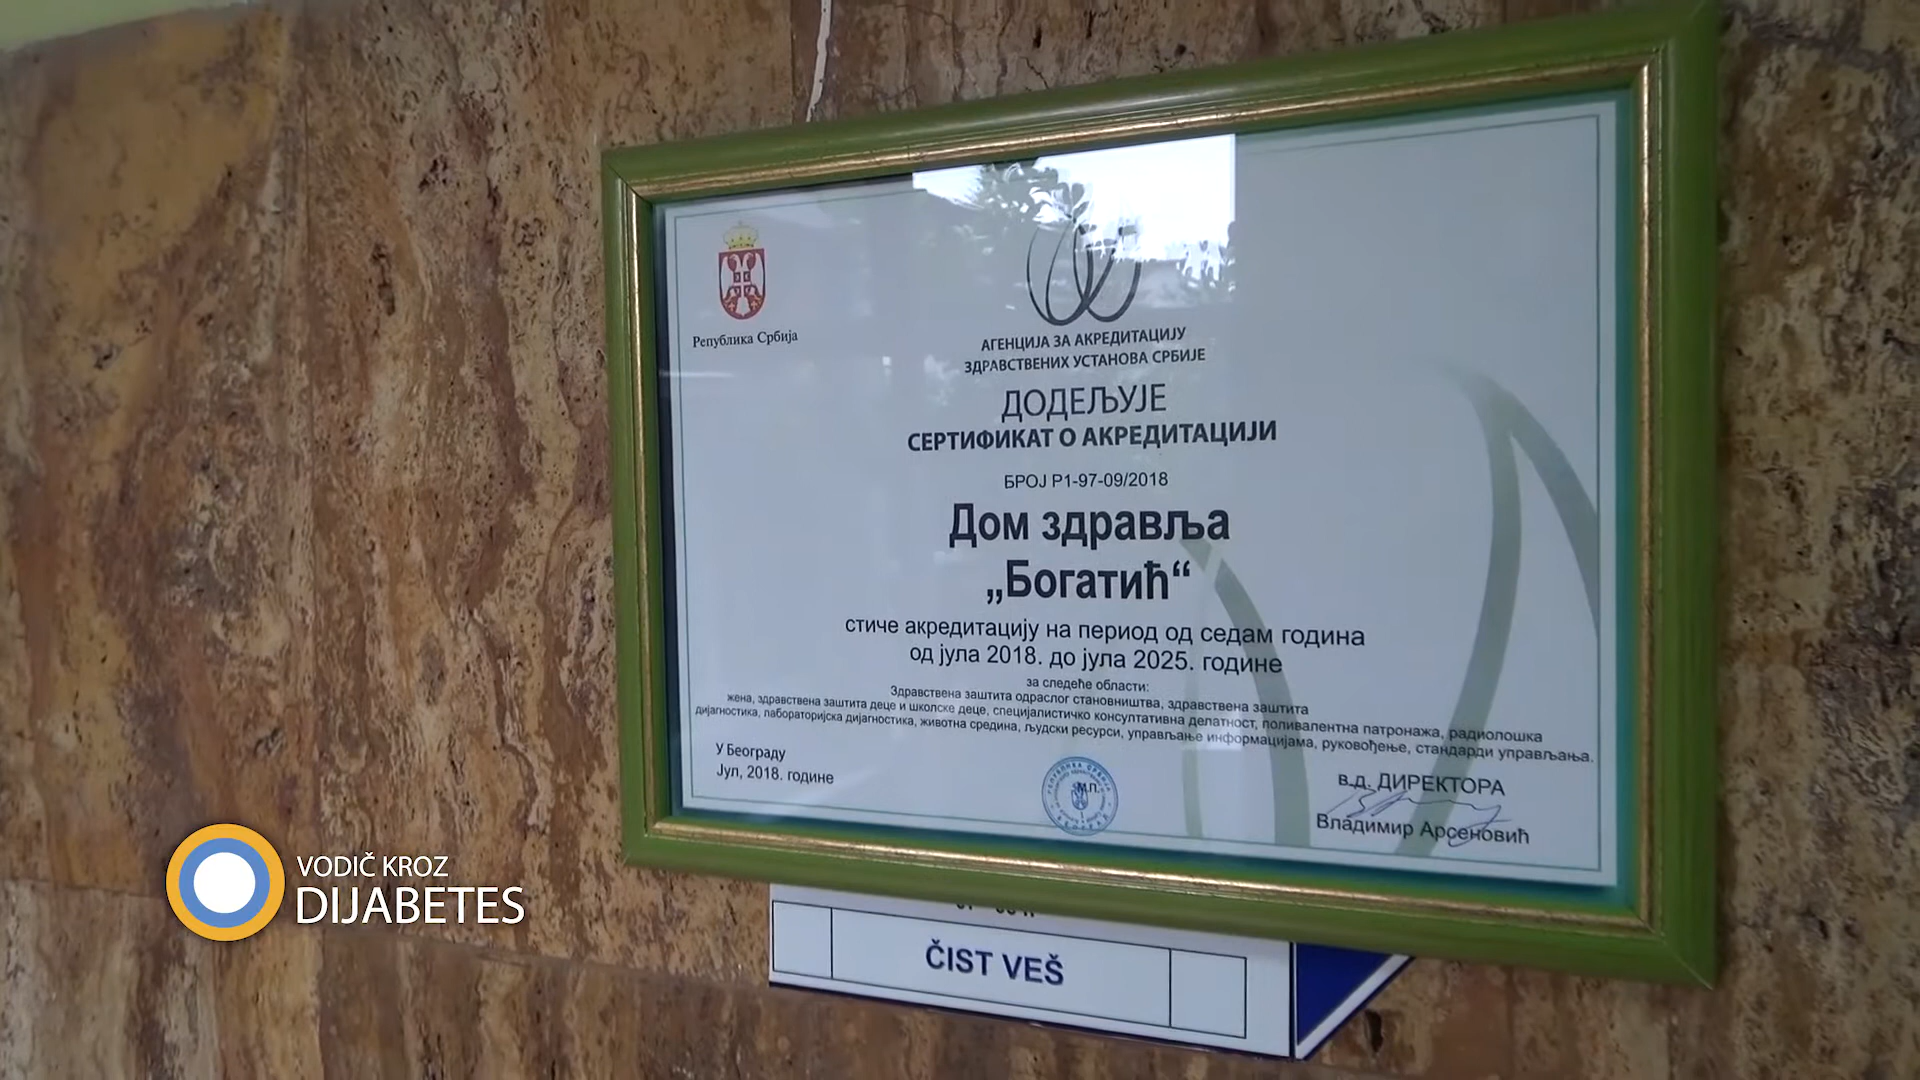 Република Србија
АГЕНЦИЈА ЗА АКРЕДИТАЦИЈУ
ЗДРАВСТВЕНИХ УСТАНОВА СРБИЈЕ
ДОДЕЉУЈЕ
СЕРТИФИКАТ О АКРЕДИТАЦИЈИ
БРОЈ Р1-97-09/2018
Дом здравља
„Богатић“
стиче акредитацију на период од седам година
од јула 2018. до јула 2025. године
за следеће области:
Здравствена заштита одраслог становништва, здравствена заштита
жена, здравствена заштита деце и школске деце, специјалистичко консултативна делатност, поливалентна патронажа, радиолошка
дијагностика, лабораторијска дијагностика, животна средина, људски ресурси, управљање информацијама, руковођење, стандарди управљања.
У Београду
Јул, 2018. године
М.П.
в.д. ДИРЕКТОРА
Владимир Арсеновић
VODIČ KROZ
DIJABETES
ČIST VEŠ